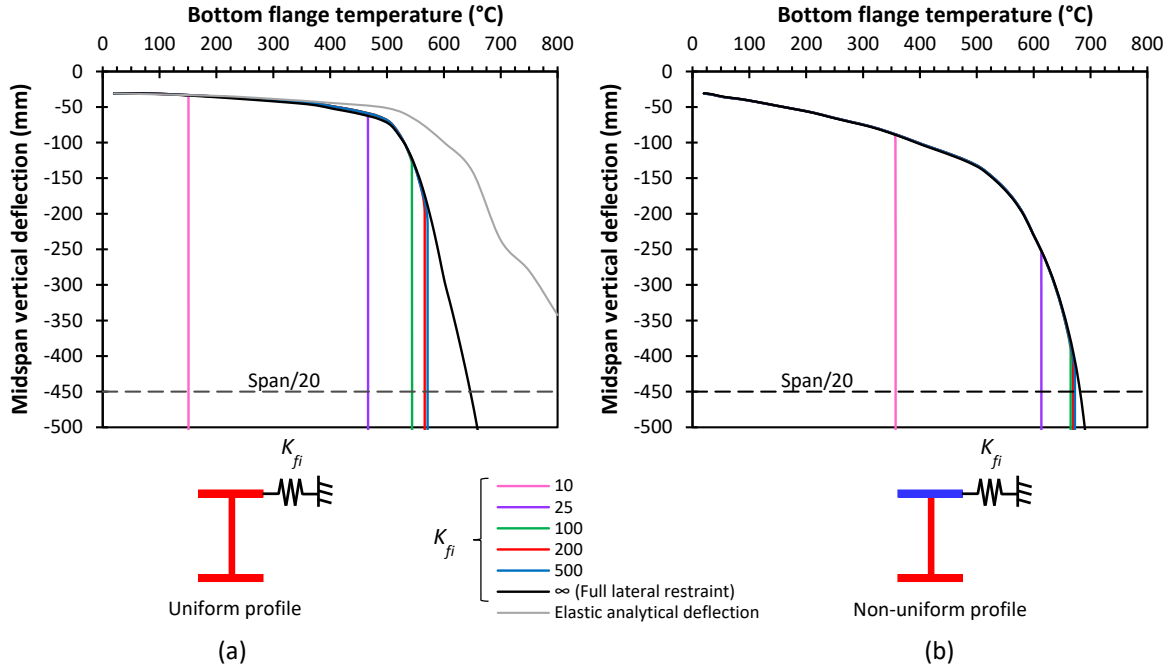 Bottom flange temperature (°C)
0 100 200 300 400 500 600 700 800
Midspan vertical deflection (mm)
0
-50
-100
-150
-200
-250
-300
-350
-400
-450
-500
Span/20
Bottom flange temperature (°C)
0 100 200 300 400 500 600 700 800
Midspan vertical deflection (mm)
0
-50
-100
-150
-200
-250
-300
-350
-400
-450
-500
Span/20
Kfi
Uniform profile
(a)
Kfi
10
25
100
200
500
∞ (Full lateral restraint)
Elastic analytical deflection
Kfi
Non-uniform profile
(b)